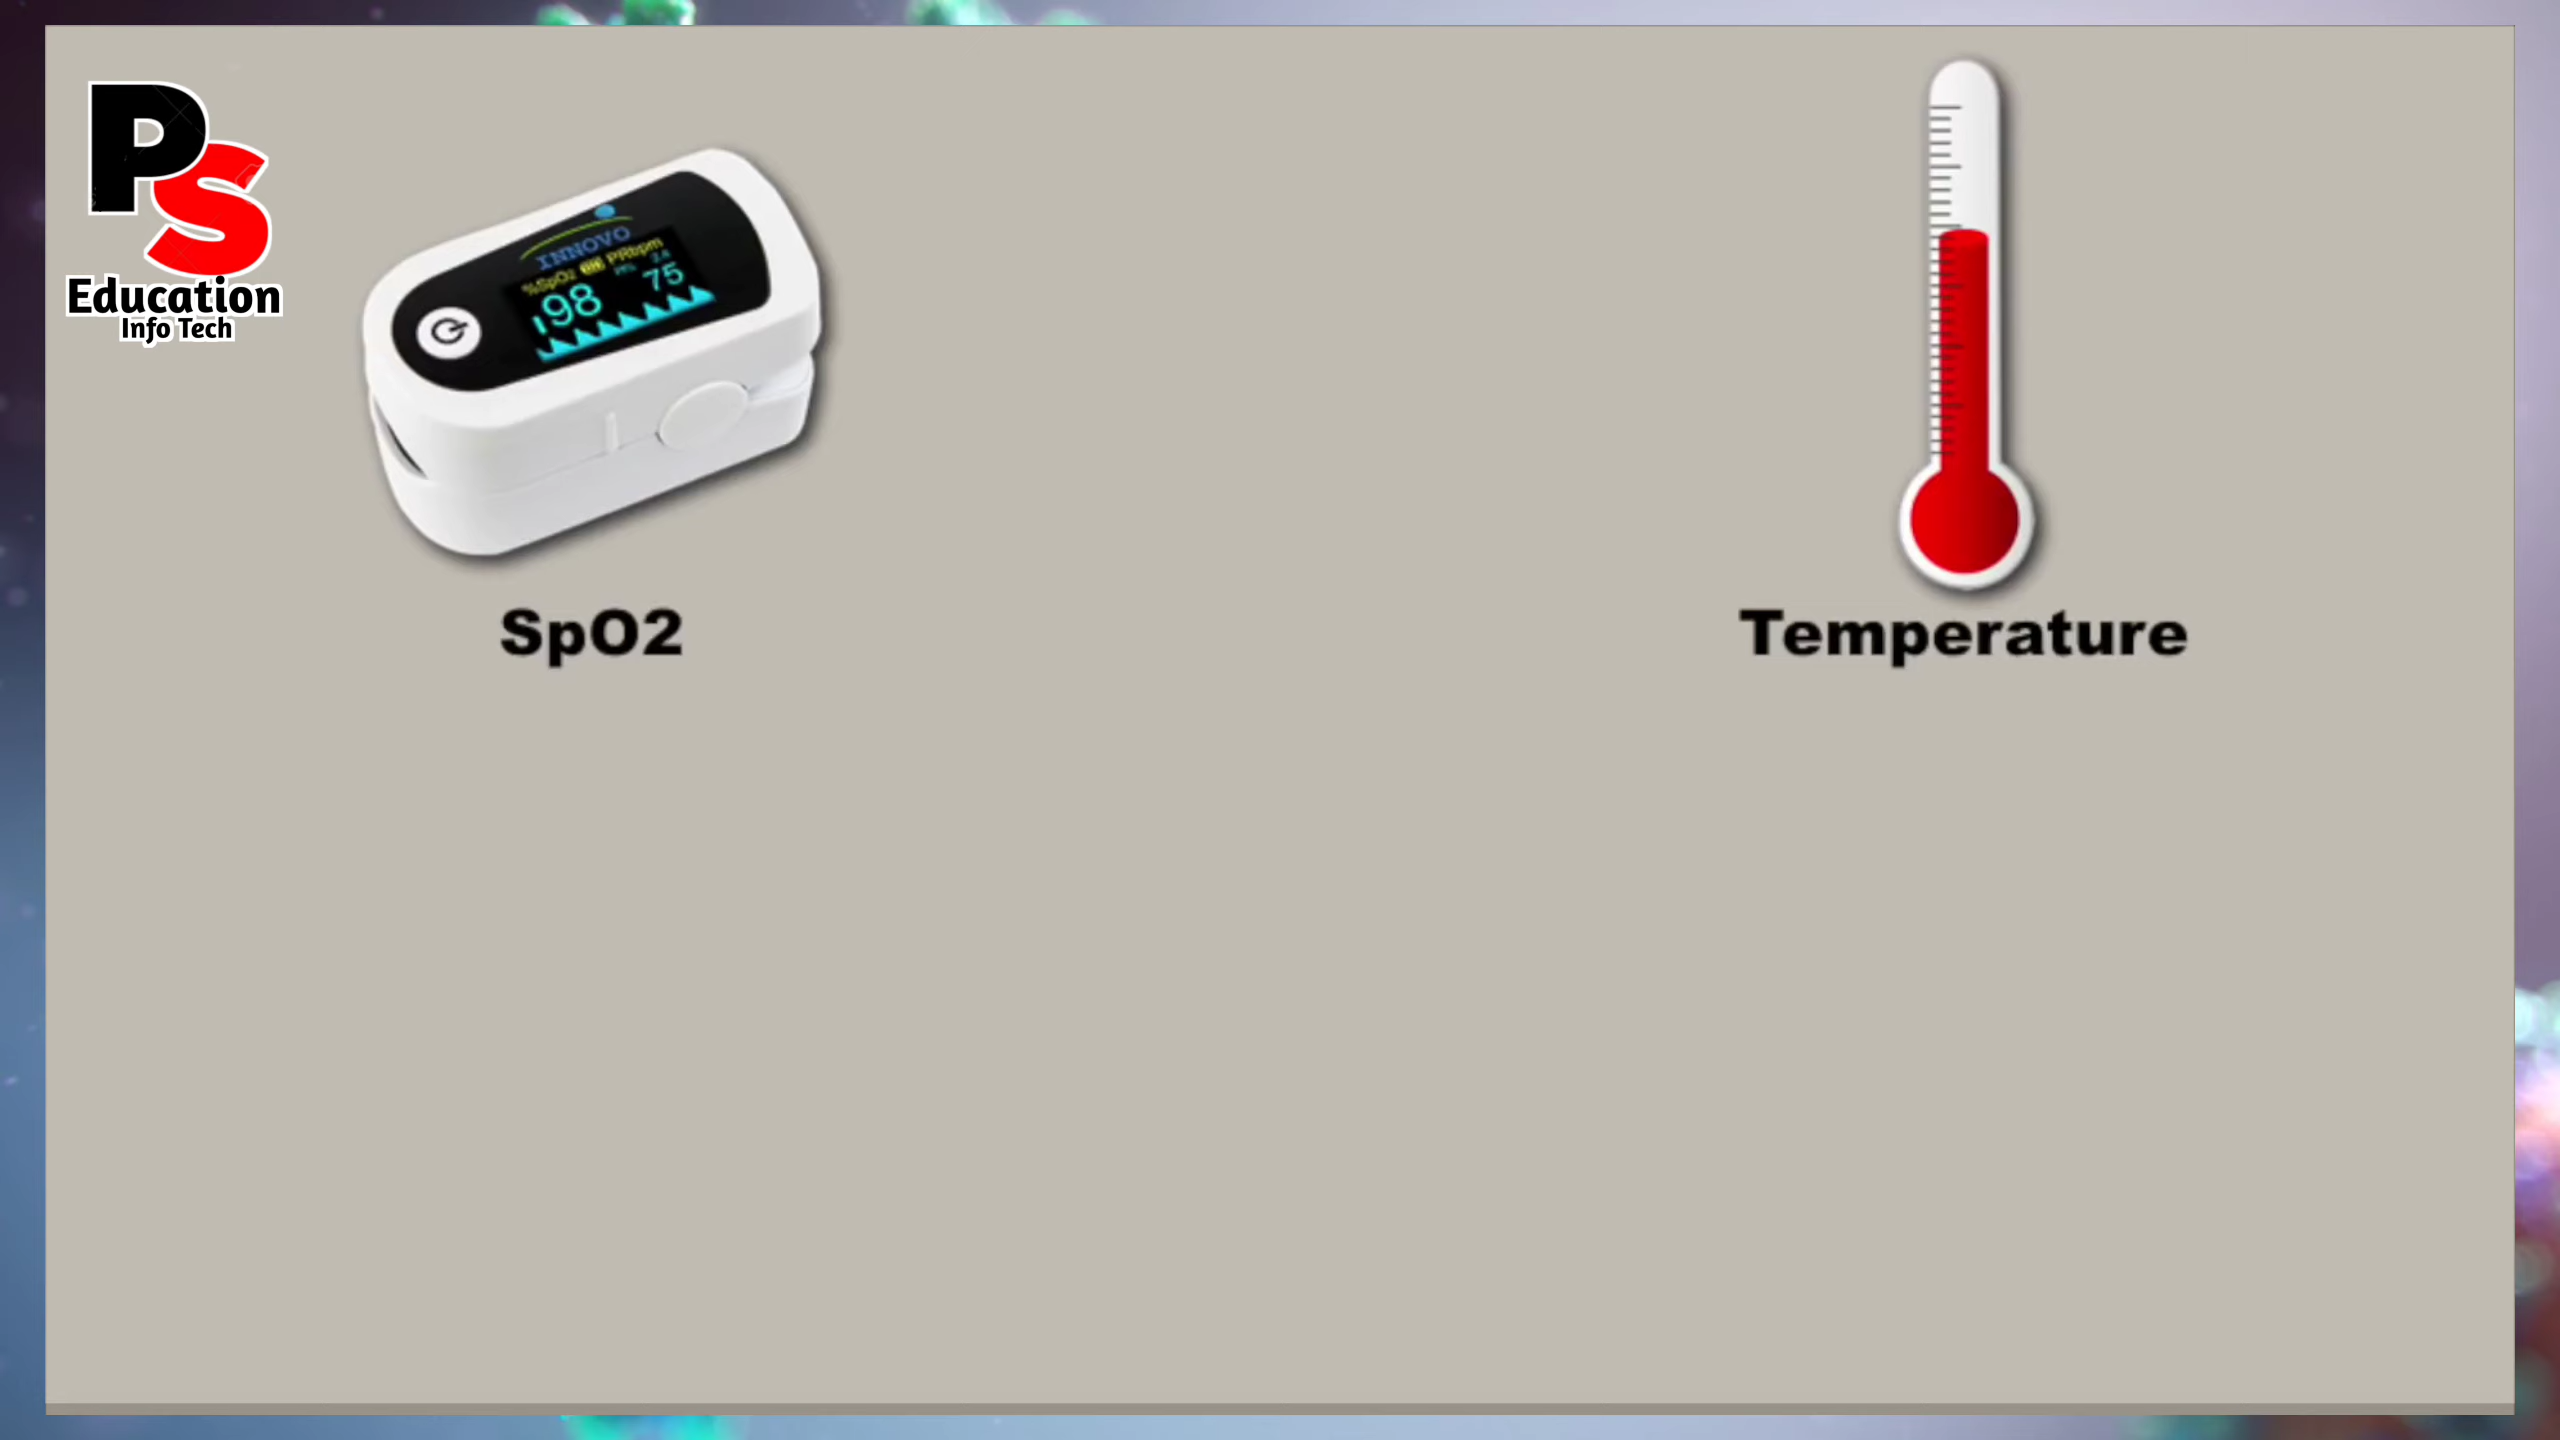 PS
Education
Info Tech
INNOVO
%SpO2 PRbpm
98 75
SpO2
Temperature